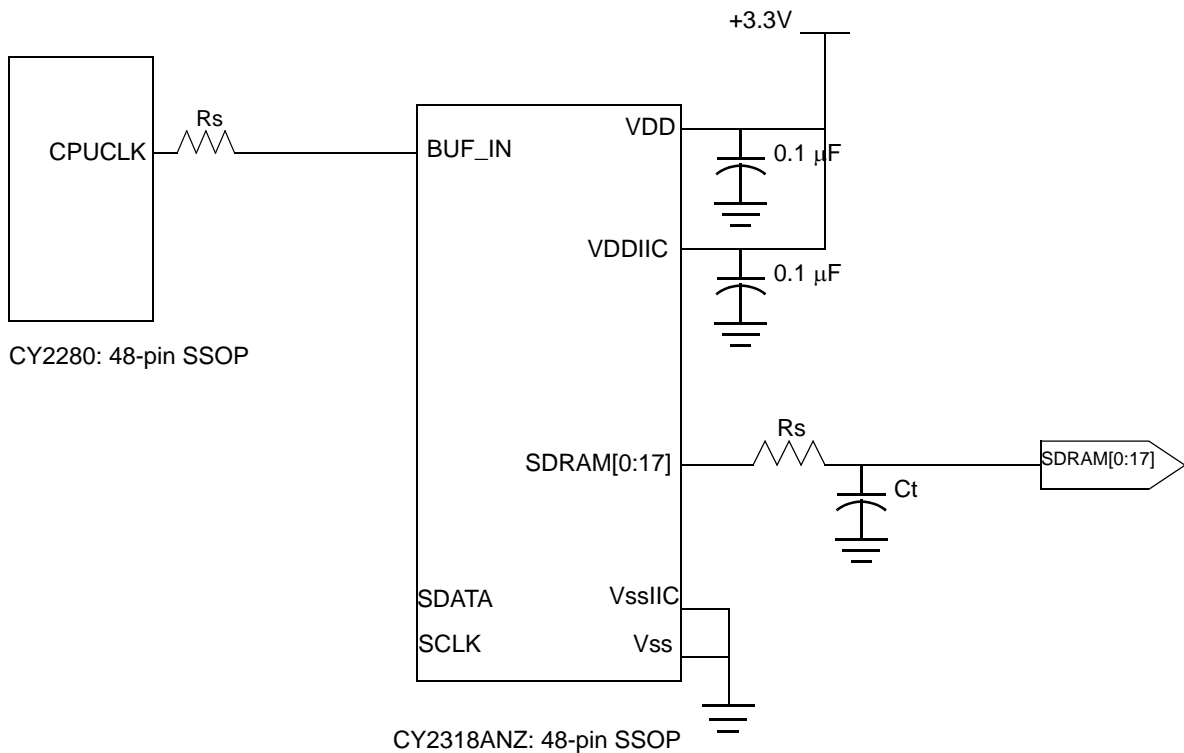 +3.3V
Rs
VDD
CPUCLK
BUF_IN
0.1 μF
VDDIIC
0.1 μF
CY2280: 48-pin SSOP
Rs
SDRAM[0:17]
SDRAM[0:17]
Ct
SDATA
VssIIC
SCLK
Vss
CY2318ANZ: 48-pin SSOP